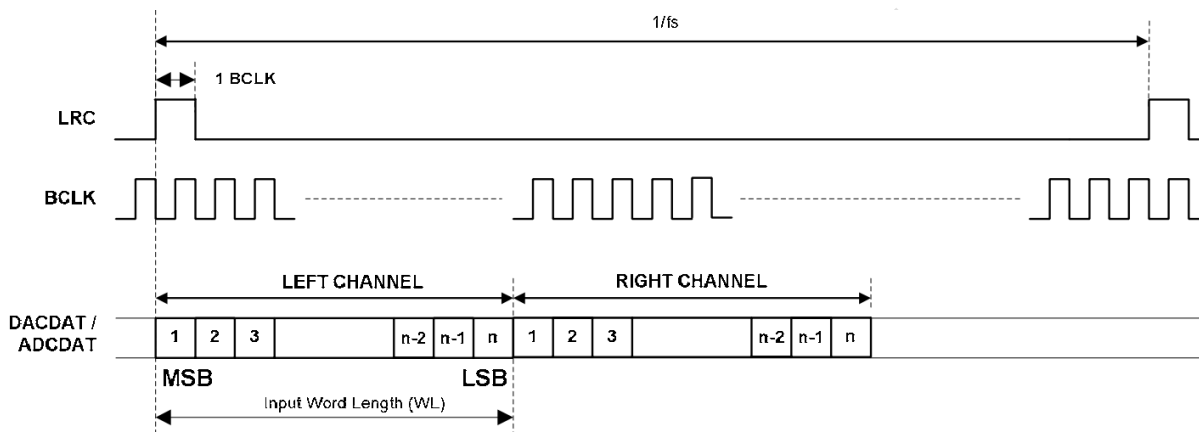 1/fs
1 BCLK
LRC
BCLK
LEFT CHANNEL
RIGHT CHANNEL
DACDAT /
ADCDAT
1 2 3 n-2 n-1 n 1 2 3 n-2 n-1 n
MSB
LSB
Input Word Length (WL)